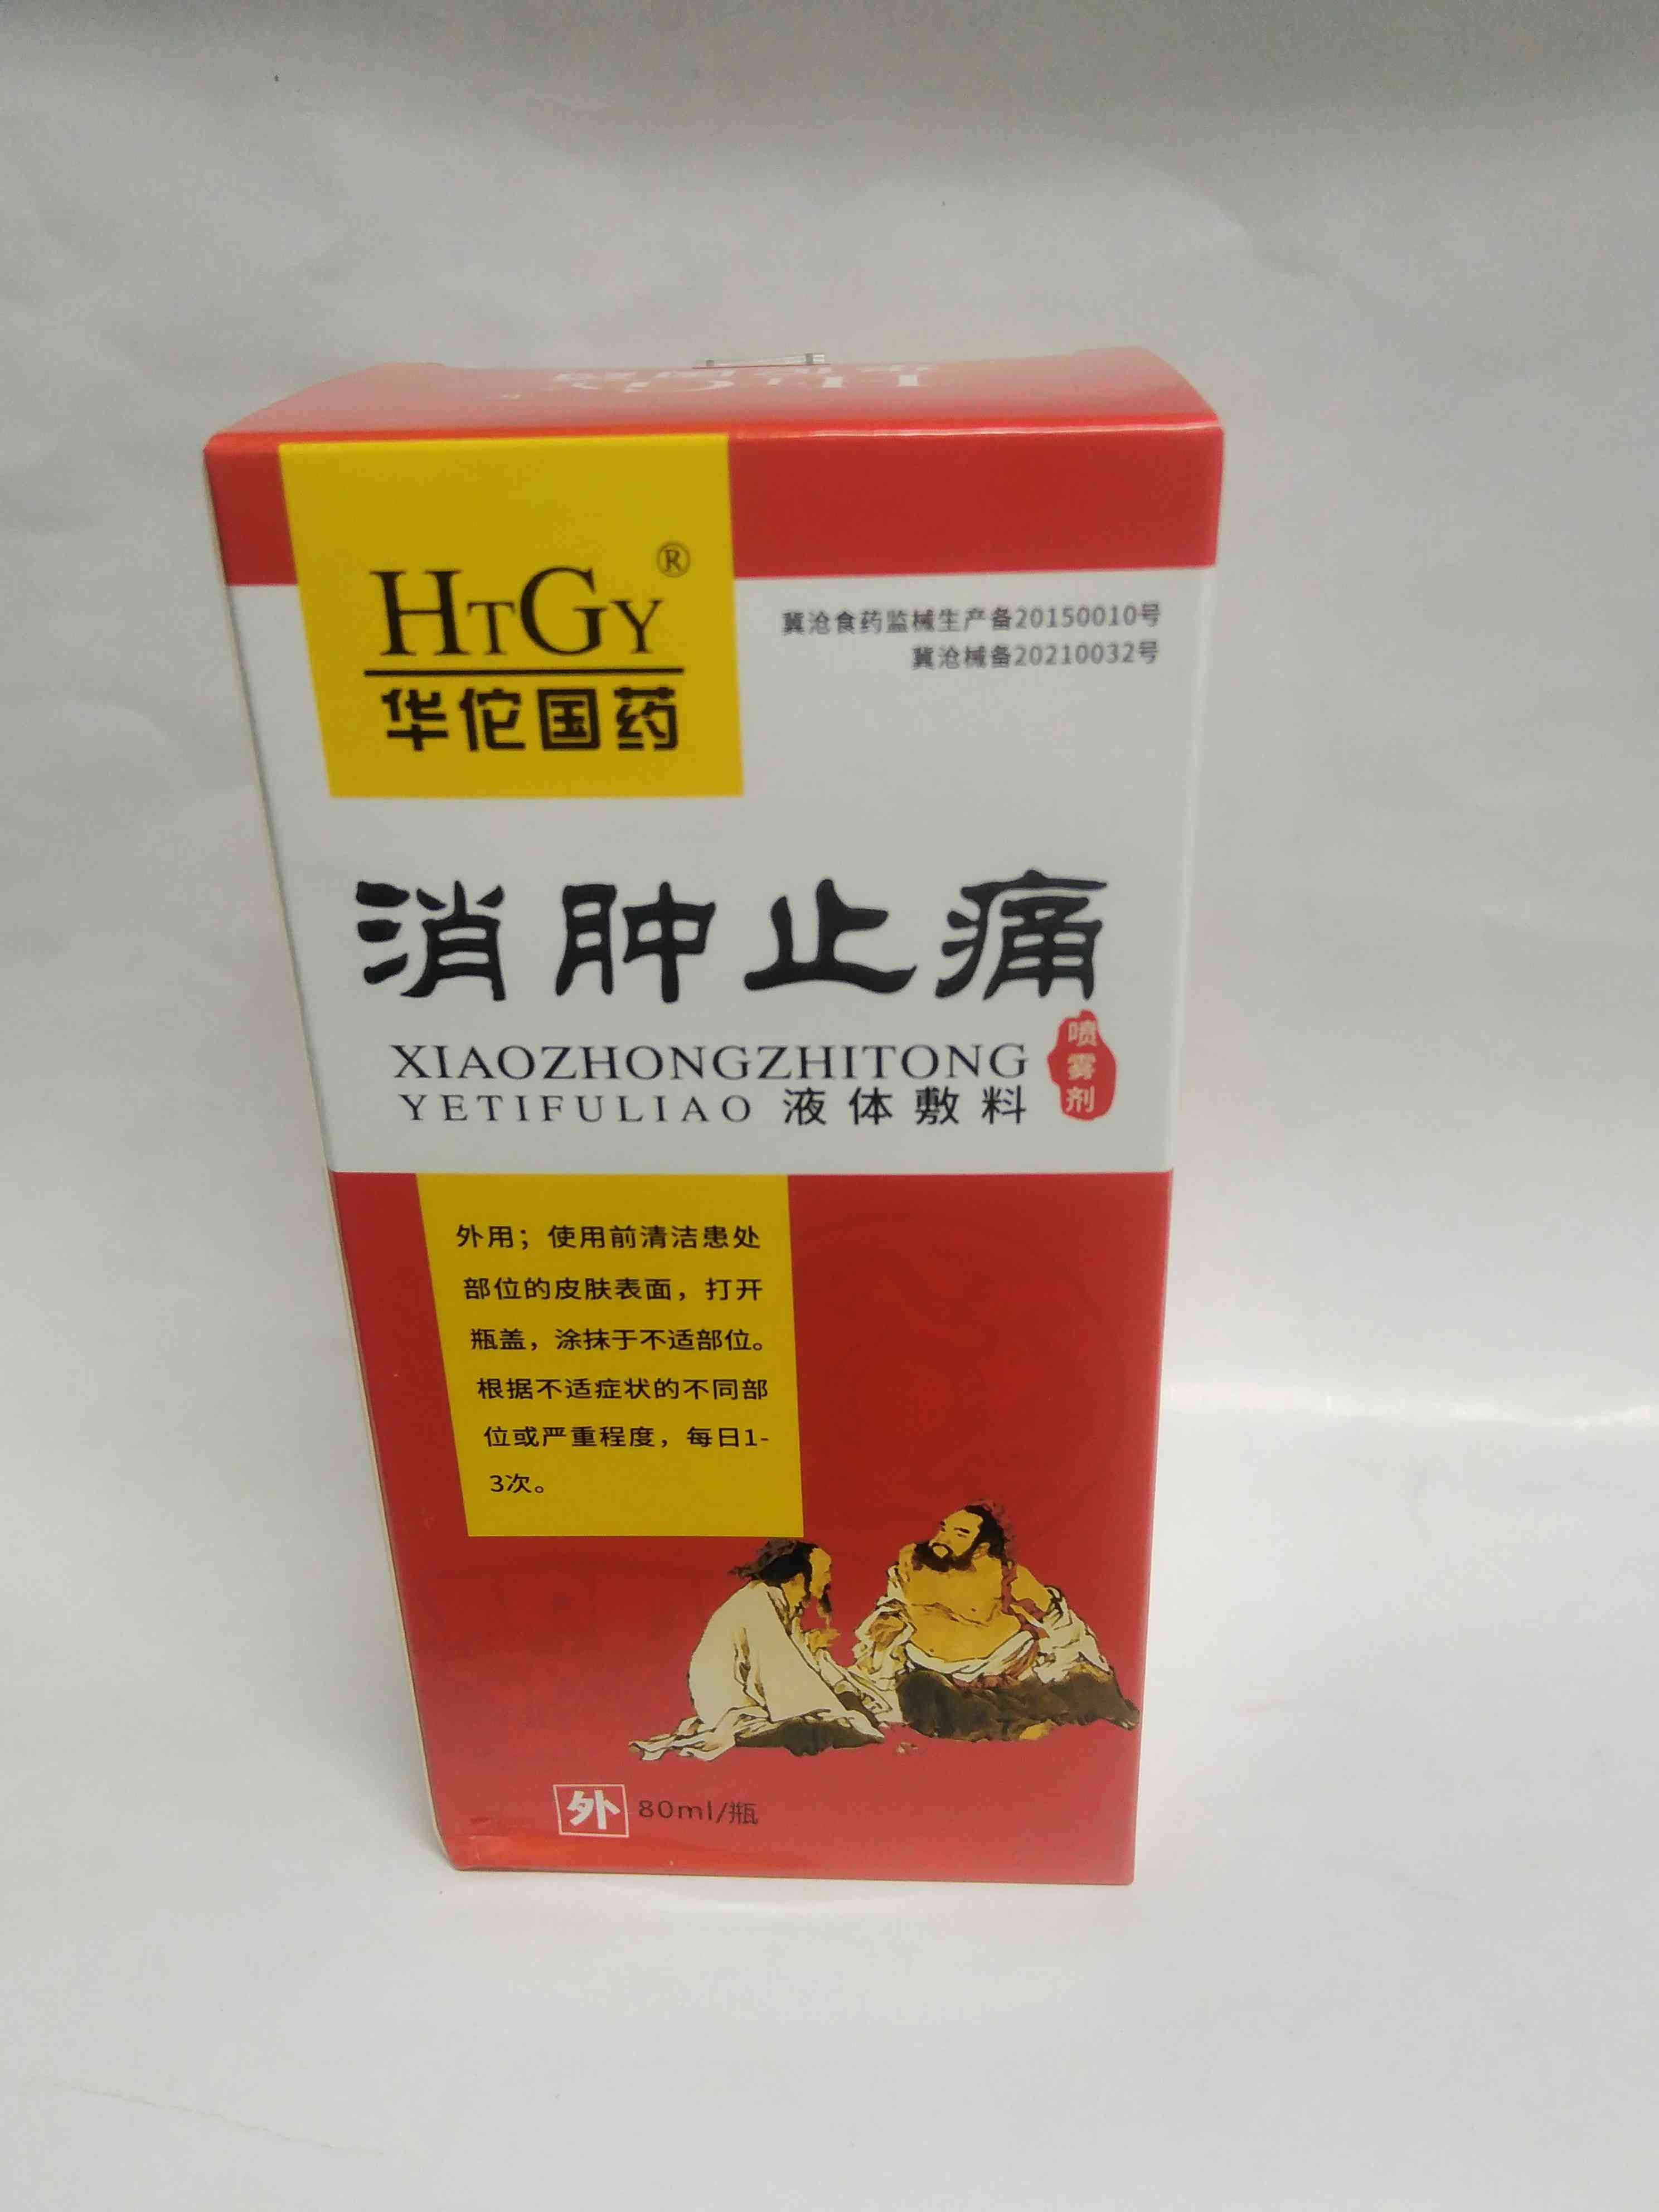 HTGY®
华佗国药
冀沧食药监械生产备20150010号
冀沧械备20210032号
消肿止痛
XIAOZHONGZHITONG
YETIFULIAO 液体敷料
喷雾剂
外用；使用前清洁患处
部位的皮肤表面，打开
瓶盖，涂抹于不适部位。
根据不适症状的不同部
位或严重程度，每日1-
3次。
外 80ml/瓶